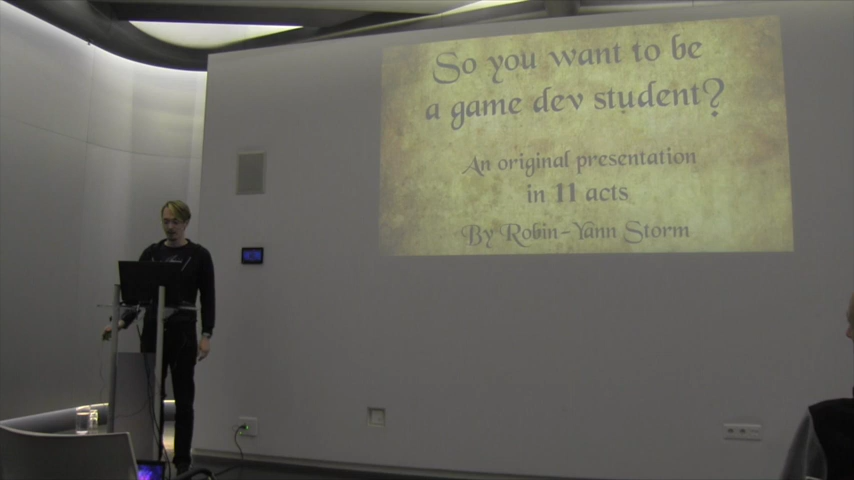 So you want to be
a game dev student?
An original presentation
in 11 acts
By Robin-Yann Storm